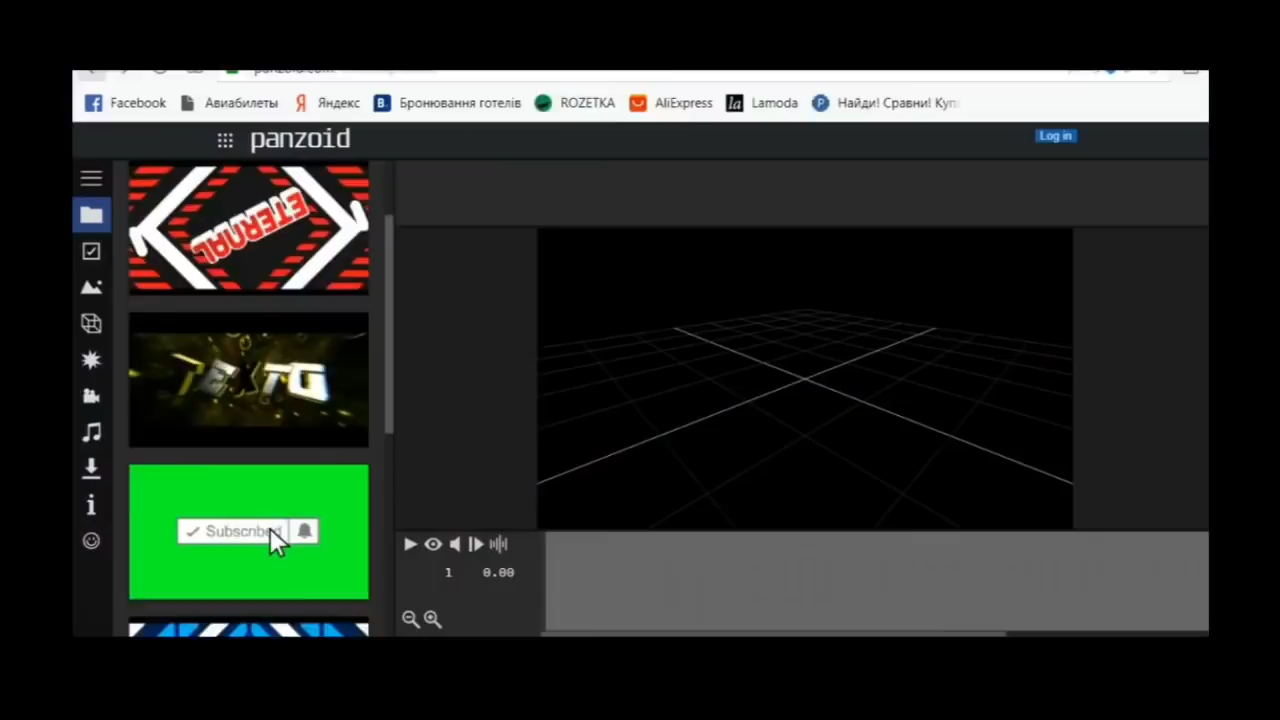 Facebook Авиабилеты Яндекс Бронювання готелів ROZETKA AliExpress Lamoda Найди! Сравни! Куп
panzoid
Log in
ETERNAL
TEXTO
Subscribed
1 0.00